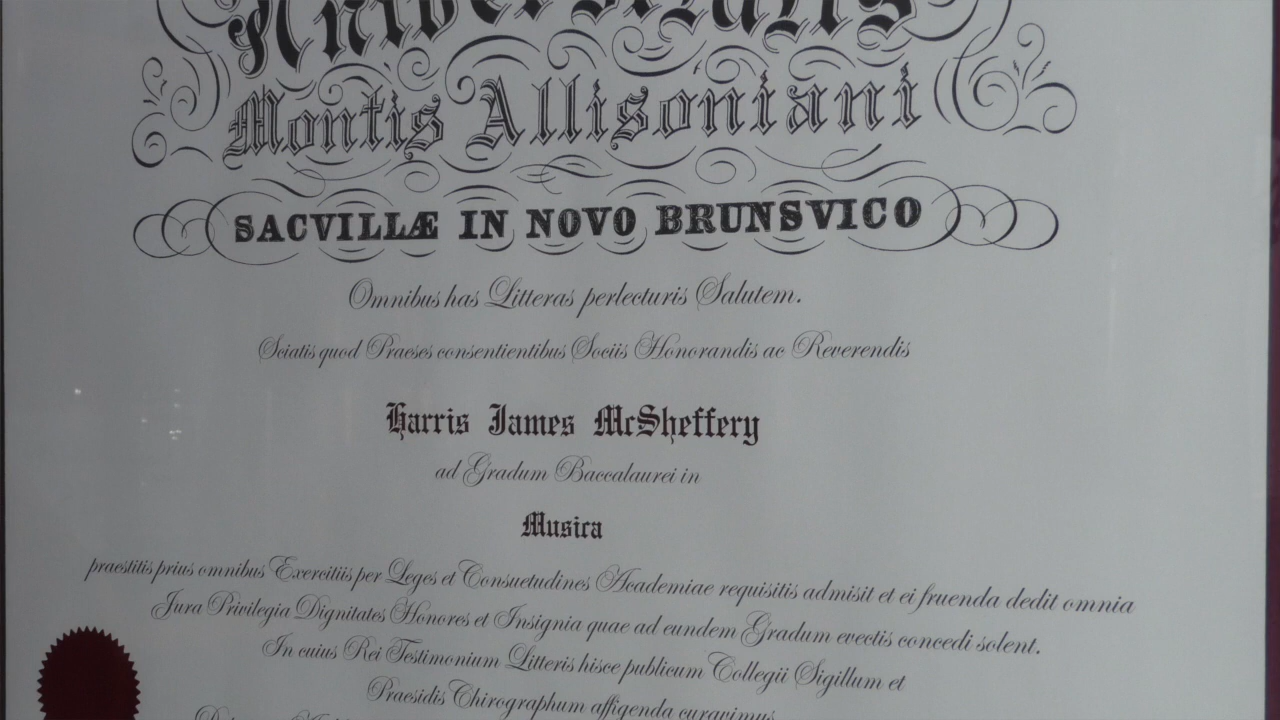 Universitatis
Montis Allisoniani
SACVILLÆ IN NOVO BRUNSVICO
Omnibus has Litteras perlecturis Salutem.
Sciatis quod Praeses consentientibus Sociis Honorandis ac Reverendis
Harris James McSheffery
ad Gradum Baccalaurei in
Musica
praestitis prius omnibus Exercitiis per Leges et Consuetudines Academiae requisitis admisit et ei fruenda dedit omnia
Jura Privilegia Dignitates Honores et Insignia quae ad eundem Gradum evectis concedi solent.
In cuius Rei Testimonium Litteris hisce publicum Collegii Sigillum et
Praesidis Chirographum affigenda curavimus